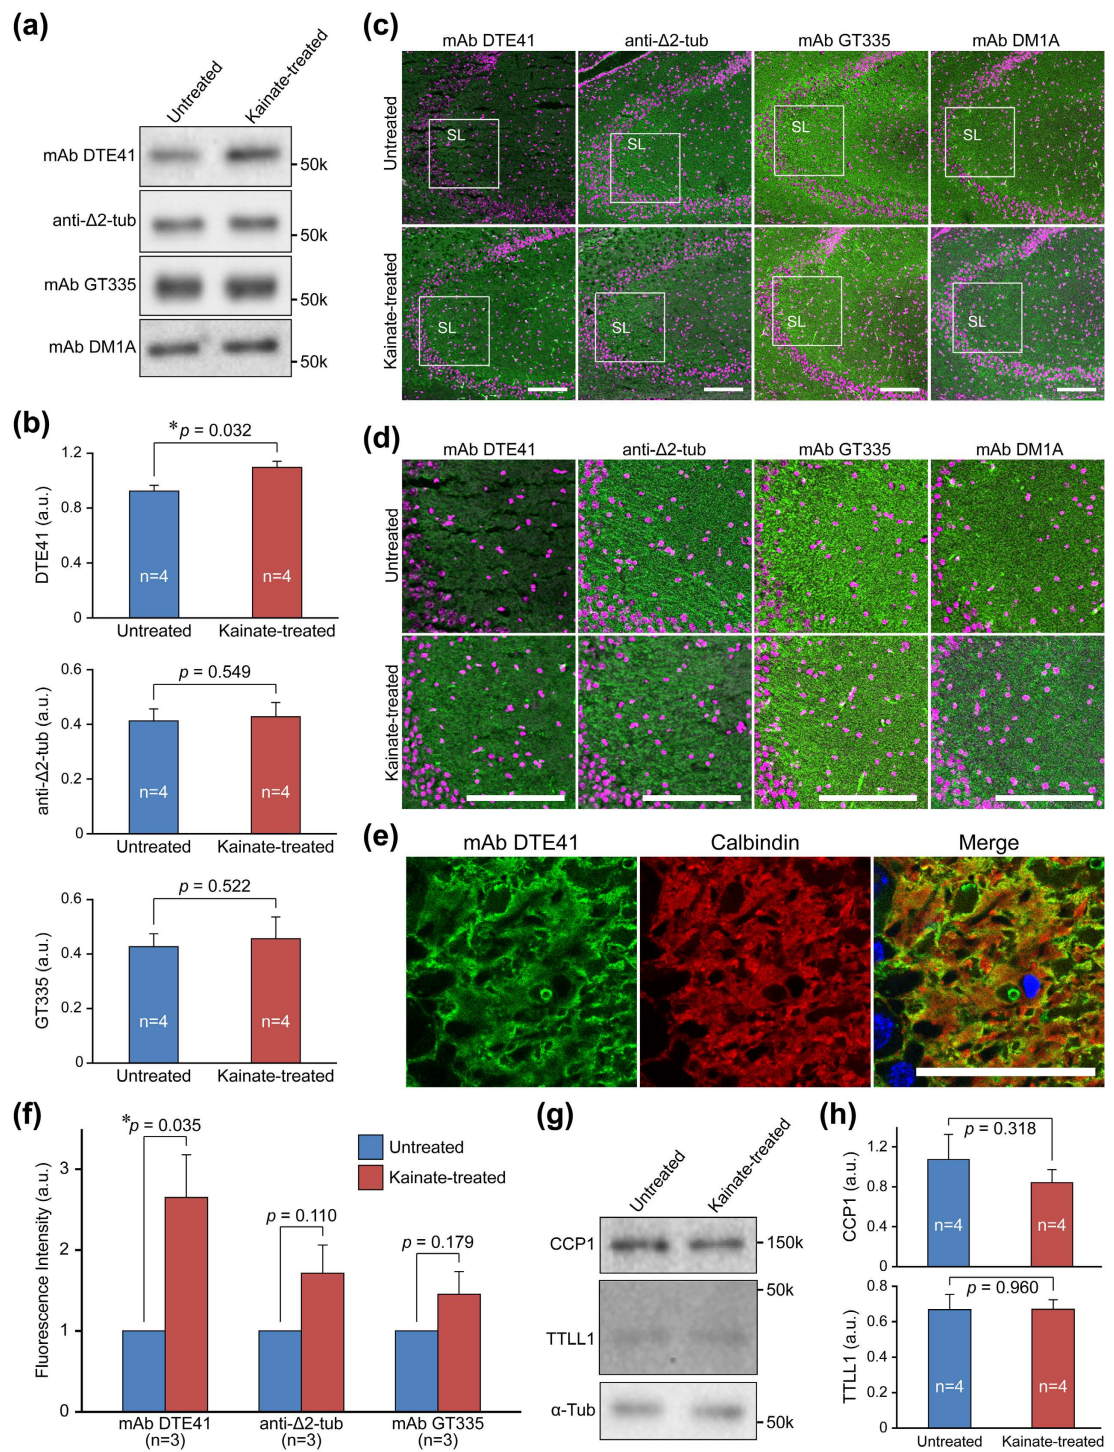 (a)
Untreated
Kainate-treated
mAb DTE41
50k
anti-Δ2-tub
50k
mAb GT335
50k
mAb DM1A
50k
(b)
*p = 0.032
DTE41 (a.u.)
1.2
0.8
0.4
0
n=4
n=4
Untreated
Kainate-treated
p = 0.549
anti-Δ2-tub (a.u.)
0.6
0.4
0.2
0
n=4
n=4
Untreated
Kainate-treated
p = 0.522
GT335 (a.u.)
0.6
0.4
0.2
0
n=4
n=4
Untreated
Kainate-treated
(c)
mAb DTE41
anti-Δ2-tub
mAb GT335
mAb DM1A
Untreated
SL
SL
SL
SL
Kainate-treated
SL
SL
SL
SL
(d)
mAb DTE41
anti-Δ2-tub
mAb GT335
mAb DM1A
Untreated
Kainate-treated
(e)
mAb DTE41
Calbindin
Merge
(f)
*p = 0.035
Untreated
Kainate-treated
p = 0.110
p = 0.179
Fluorescence Intensity (a.u.)
3
2
1
0
mAb DTE41
(n=3)
anti-Δ2-tub
(n=3)
mAb GT335
(n=3)
(g)
Untreated
Kainate-treated
CCP1
150k
50k
TTLL1
α-Tub
50k
(h)
p = 0.318
CCP1 (a.u.)
1.2
0.8
0.4
0
n=4
n=4
p = 0.960
TTLL1 (a.u.)
0.8
0.6
0.4
0.2
0
n=4
n=4
Untreated
Kainate-treated